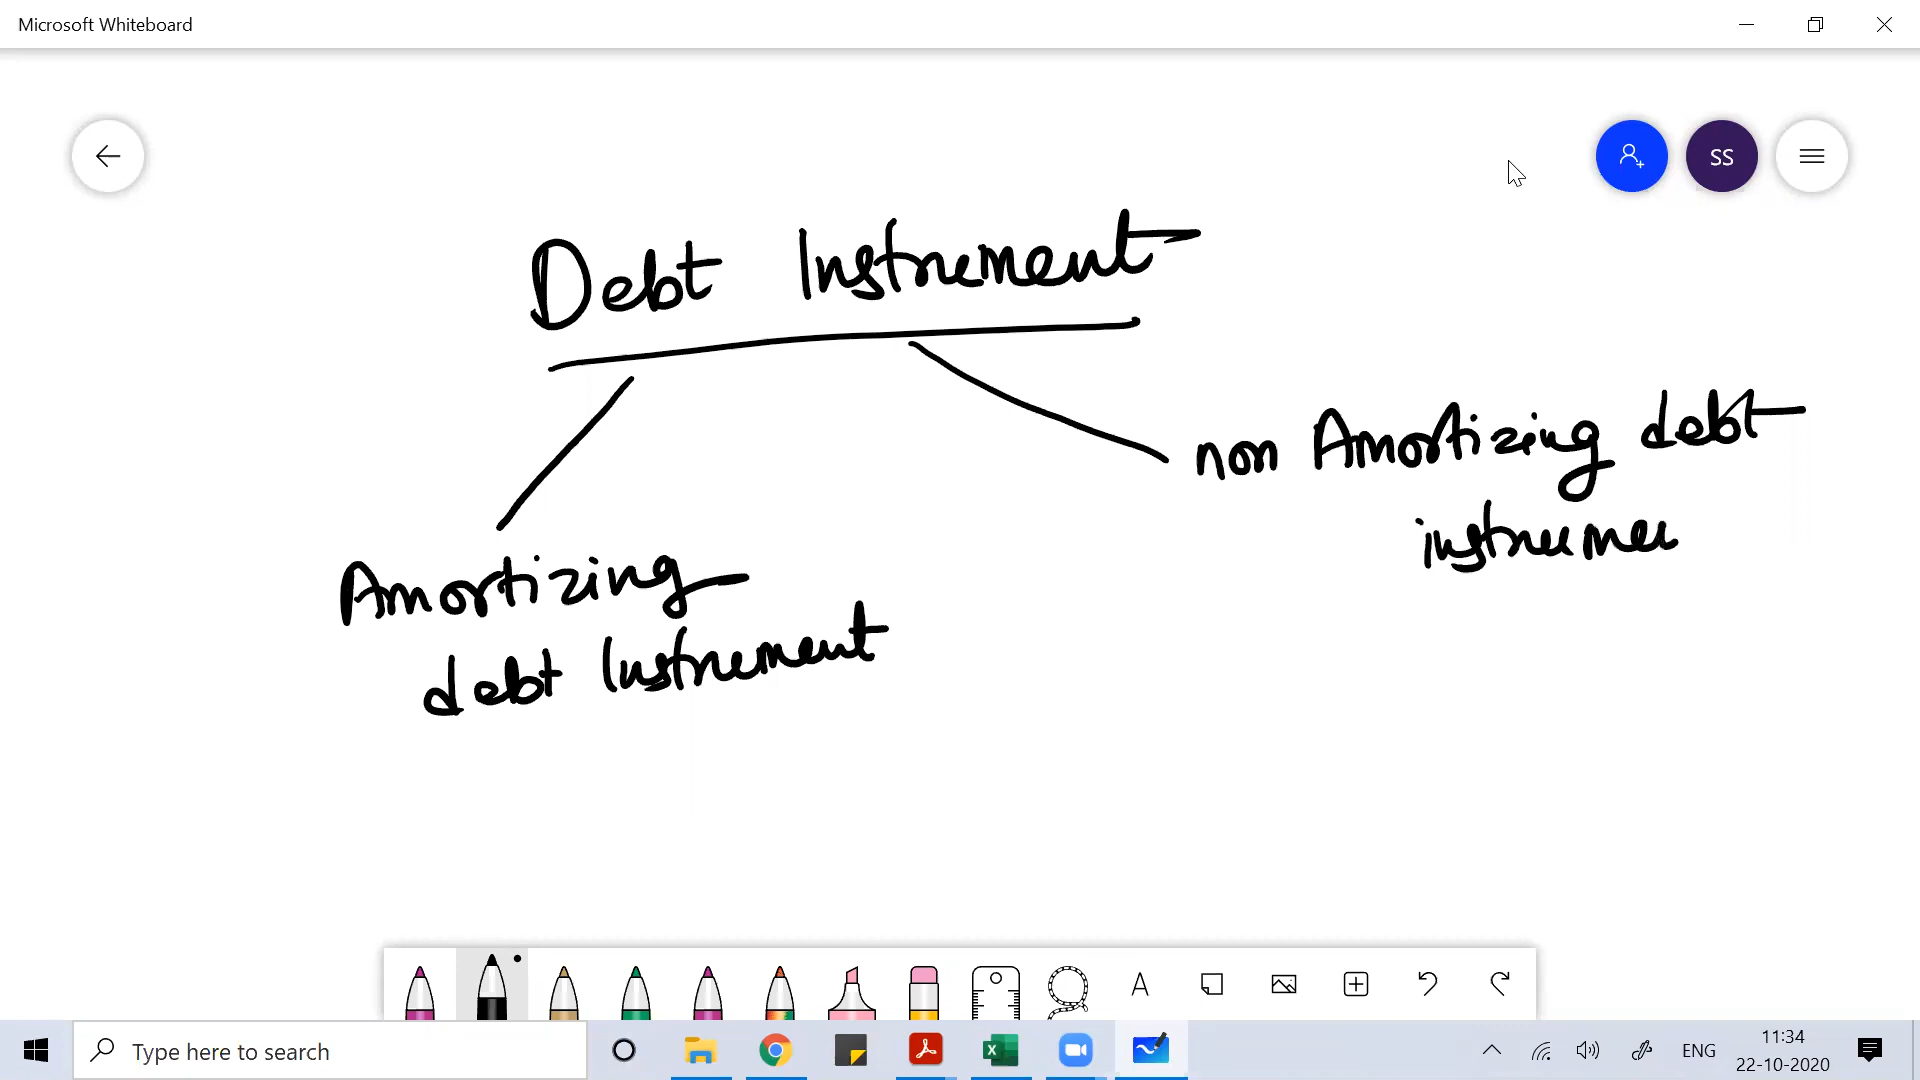 Microsoft Whiteboard
SS
Debt Instrument
non Amortizing debt
instrumen
Amortizing
debt Instrument
A
Type here to search
ENG
11:34
22-10-2020